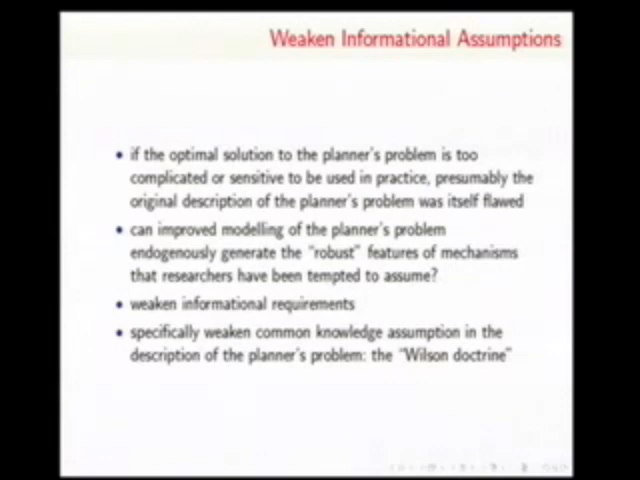 Weaken Informational Assumptions
• if the optimal solution to the planner's problem is too
complicated or sensitive to be used in practice, presumably the
original description of the planner's problem was itself flawed
• can improved modelling of the planner's problem
endogenously generate the "robust" features of mechanisms
that researchers have been tempted to assume?
• weaken informational requirements
• specifically weaken common knowledge assumption in the
description of the planner's problem: the "Wilson doctrine"